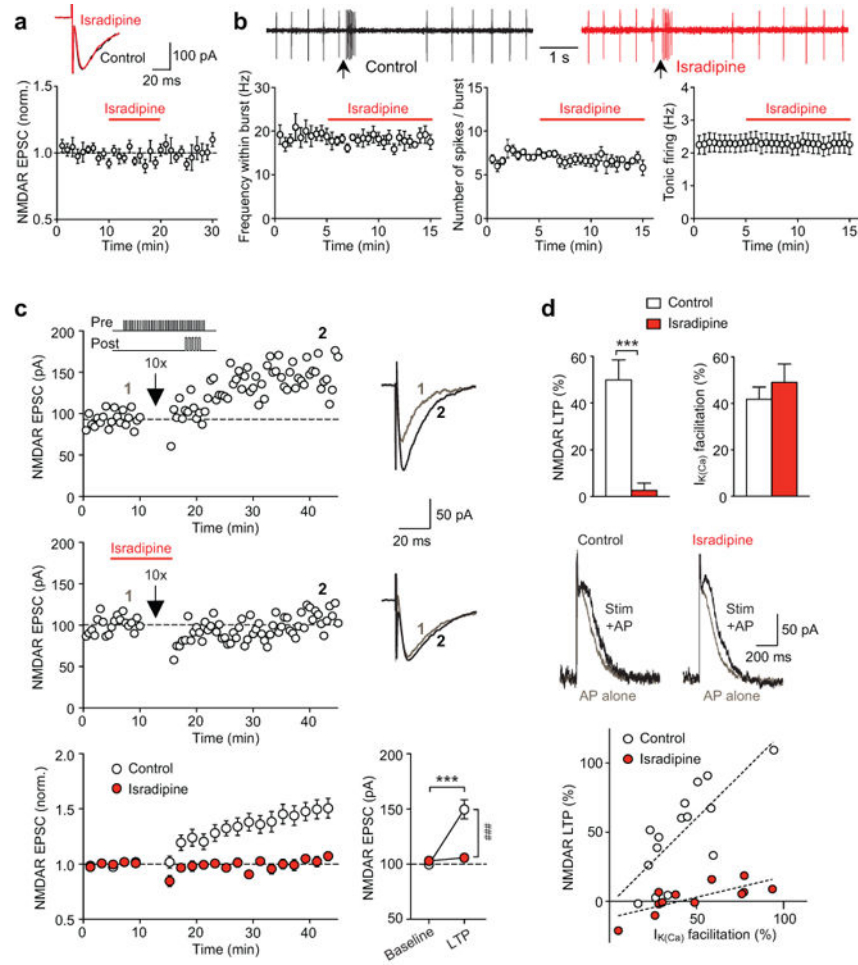 a
Isradipine
Control
100 pA
20 ms
Isradipine
NMDAR EPSC (norm.)
1.5
1.0
0.5
0 10 20 30
Time (min)
b
Control
1 s
Isradipine
Isradipine
Frequency within burst (Hz)
30
20
10
0
0 5 10 15
Time (min)
Isradipine
Number of spikes / burst
15
10
5
0
0 5 10 15
Time (min)
Isradipine
Tonic firing (Hz)
4
3
2
1
0
0 5 10 15
Time (min)
c
Pre
Post
10x
1
2
NMDAR EPSC (pA)
200
150
100
50
0
0 10 20 30 40
Time (min)
1
2
50 pA
20 ms
Isradipine
10x
1
2
NMDAR EPSC (pA)
200
150
100
50
0
0 10 20 30 40
Time (min)
1
2
Control
Isradipine
NMDAR EPSC (norm.)
2.0
1.5
1.0
0.5
0 10 20 30 40
Time (min)
NMDAR EPSC (pA)
200
150
100
50
***
###
Baseline
LTP
d
Control
Isradipine
NMDAR LTP (%)
60
40
20
0
***
IK(Ca) facilitation (%)
60
40
20
0
Control
Isradipine
Stim
+AP
AP alone
Stim
+AP
AP alone
50 pA
200 ms
Control
Isradipine
NMDAR LTP (%)
100
50
0
50 100
IK(Ca) facilitation (%)